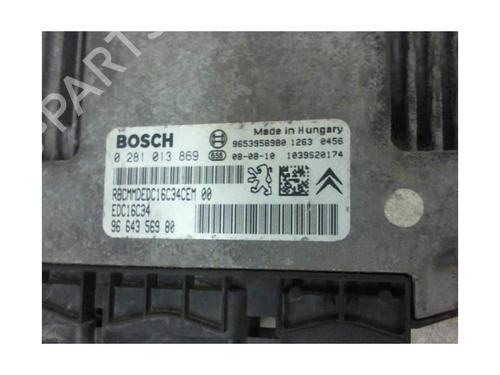 Made in Hungary
BOSCH
9653958980 1263 0456
0 281 013 869 658 08-08-10 1039S20174
RBCMMDEDC16C34CEM 00
EDC16C34
96 643 569 80